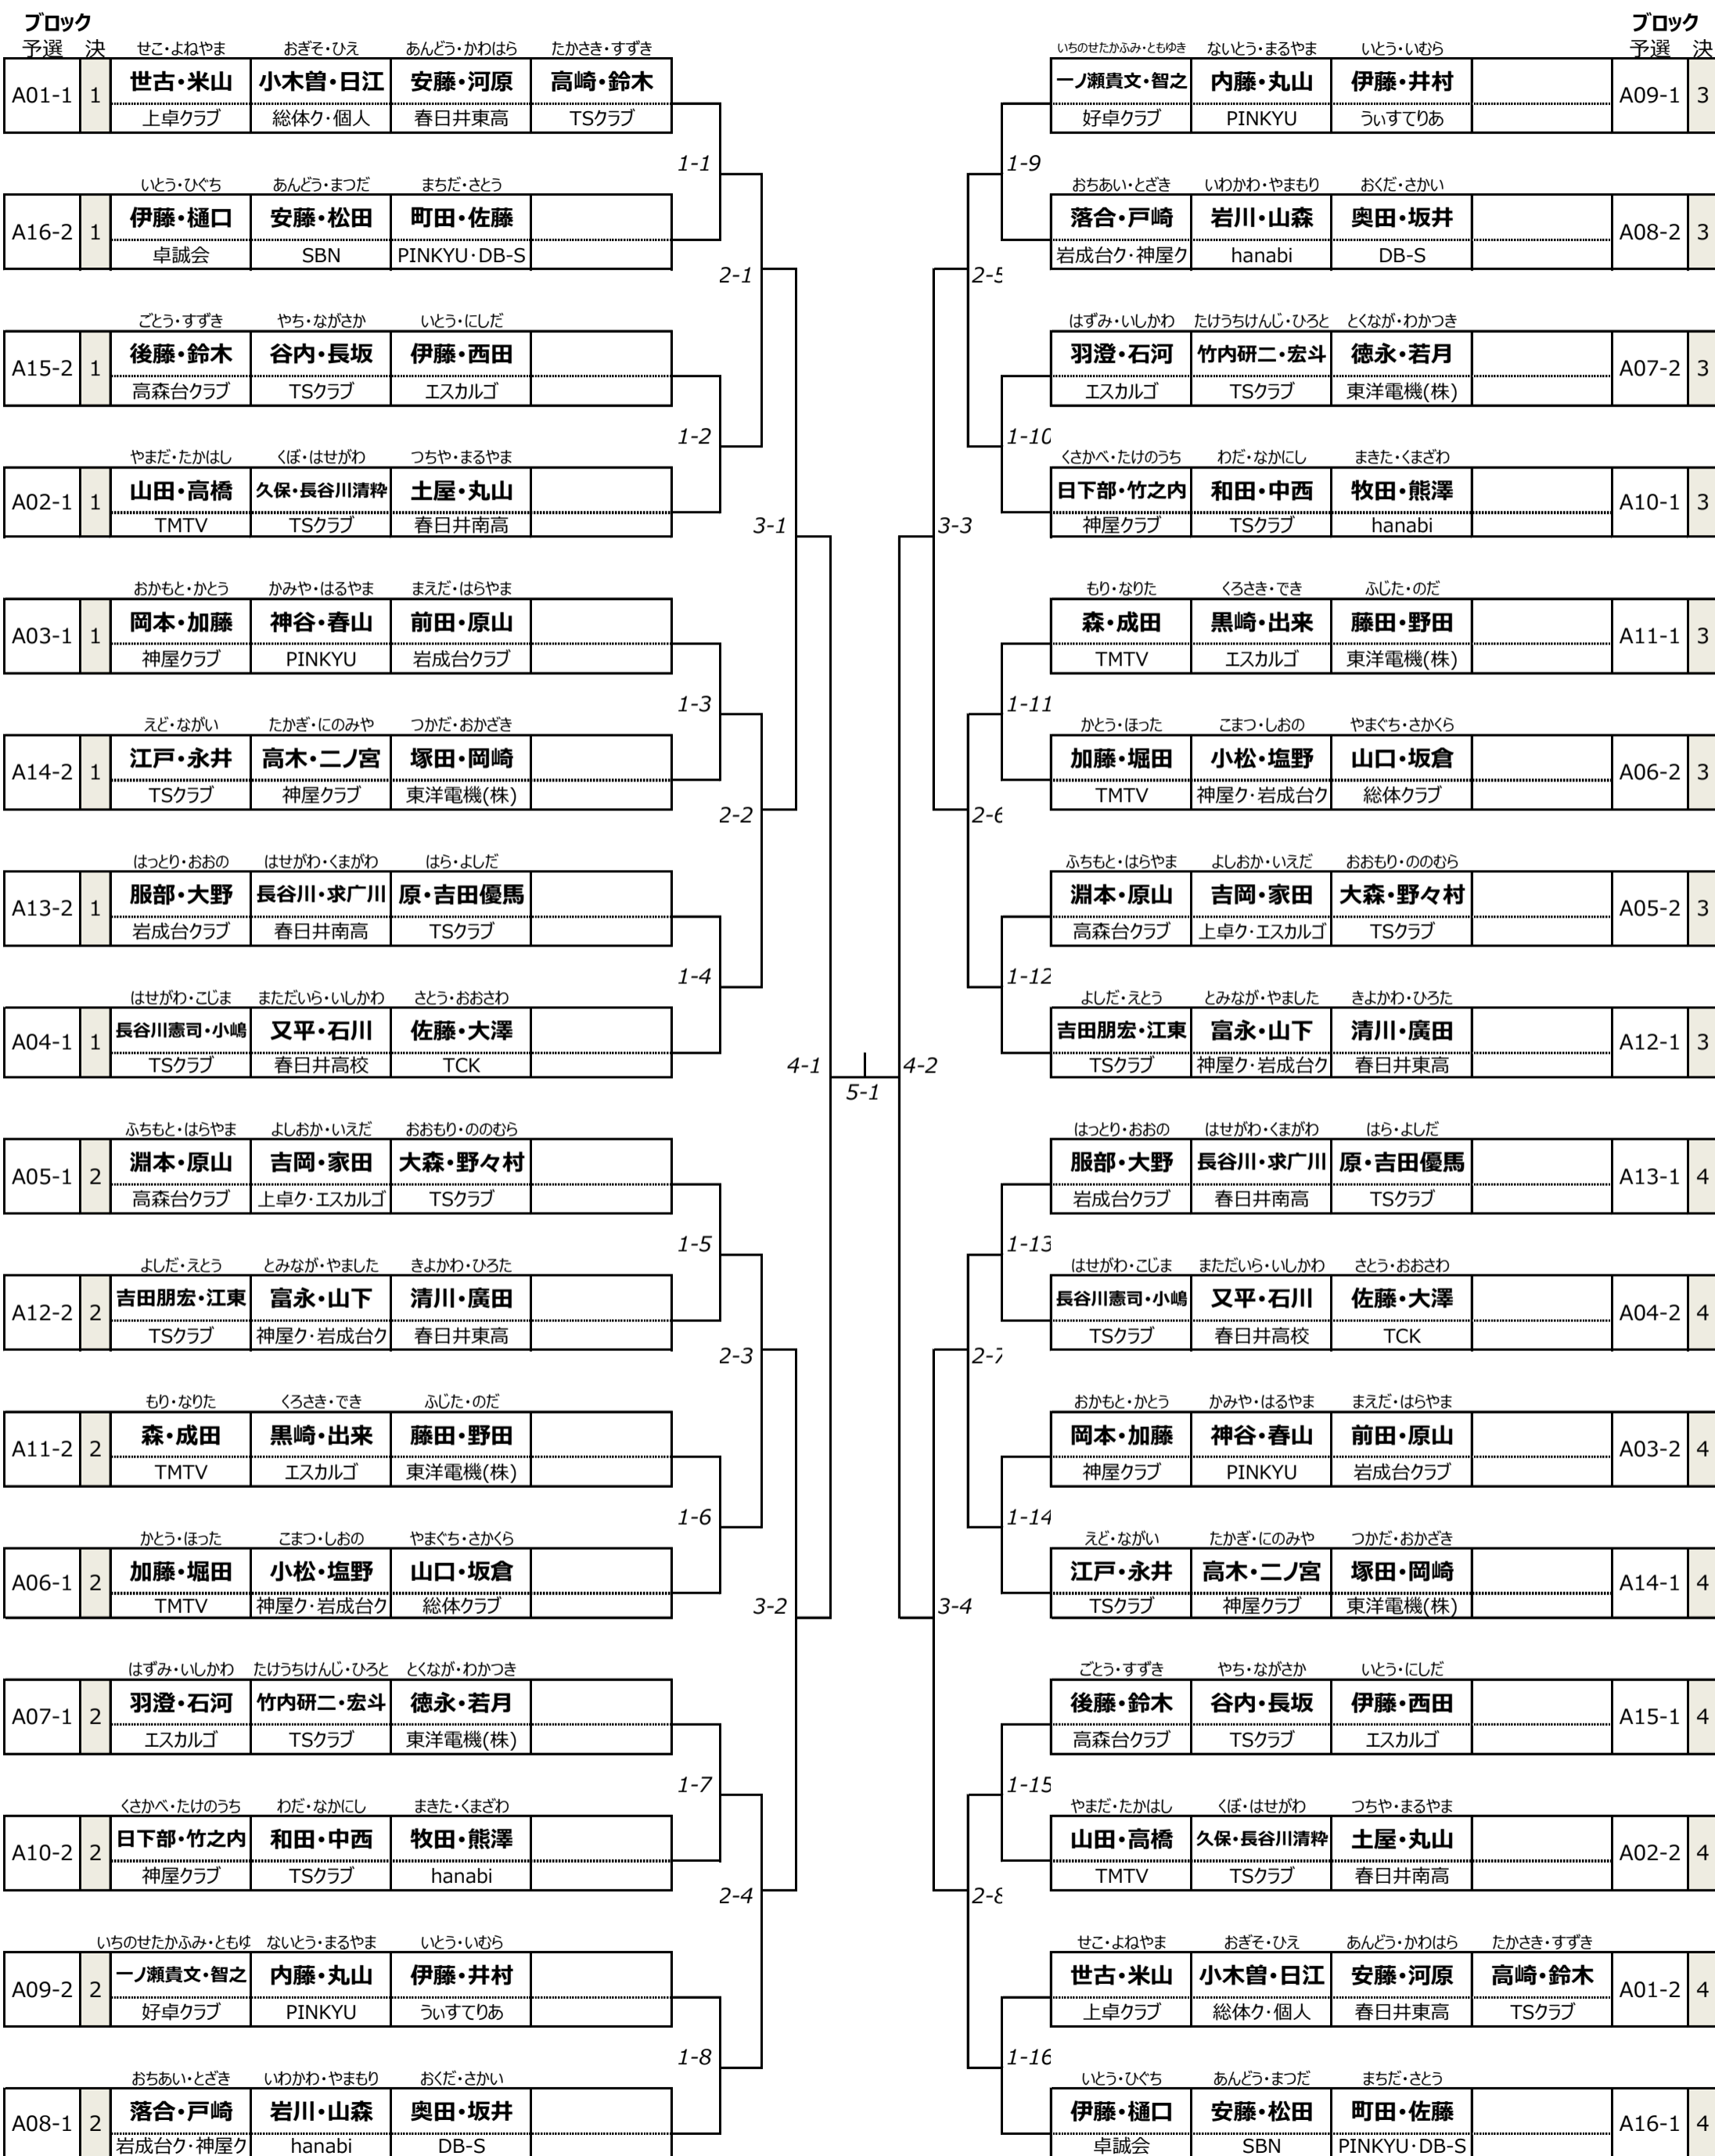 ブロック
予選 決 せこ・よねやま おぎそ・ひえ あんどう・かわはら たかさき・すずき
A01-1 1 世古・米山 小木曽・日江 安藤・河原 高崎・鈴木
上卓クラブ 総体ク・個人 春日井東高 TSクラブ
1-1
いとう・ひぐち あんどう・まつだ まちだ・さとう
A16-2 1 伊藤・樋口 安藤・松田 町田・佐藤
卓誠会 SBN PINKYU・DB-S
2-1
ごとう・すずき やち・ながさか いとう・にしだ
A15-2 1 後藤・鈴木 谷内・長坂 伊藤・西田
高森台クラブ TSクラブ エスカルゴ
1-2
やまだ・たかはし くぼ・はせがわ つちや・まるやま
A02-1 1 山田・高橋 久保・長谷川清粋 土屋・丸山
TMTV TSクラブ 春日井南高
3-1
おかもと・かとう かみや・はるやま まえだ・はらやま
A03-1 1 岡本・加藤 神谷・春山 前田・原山
神屋クラブ PINKYU 岩成台クラブ
1-3
えど・ながい たかぎ・にのみや つかだ・おかざき
A14-2 1 江戸・永井 高木・二ノ宮 塚田・岡崎
TSクラブ 神屋クラブ 東洋電機(株)
2-2
はっとり・おおの はせがわ・くまがわ はら・よしだ
A13-2 1 服部・大野 長谷川・求广川 原・吉田優馬
岩成台クラブ 春日井南高 TSクラブ
1-4
はせがわ・こじま まただいら・いしかわ さとう・おおさわ
A04-1 1 長谷川憲司・小嶋 又平・石川 佐藤・大澤
TSクラブ 春日井高校 TCK
4-1
5-1
ふちもと・はらやま よしおか・いえだ おおもり・ののむら
A05-1 2 淵本・原山 吉岡・家田 大森・野々村
高森台クラブ 上卓ク・エスカルゴ TSクラブ
1-5
よしだ・えとう とみなが・やました きよかわ・ひろた
A12-2 2 吉田朋宏・江東 富永・山下 清川・廣田
TSクラブ 神屋ク・岩成台ク 春日井東高
2-3
もり・なりた くろさき・でき ふじた・のだ
A11-2 2 森・成田 黒崎・出来 藤田・野田
TMTV エスカルゴ 東洋電機(株)
1-6
かとう・ほった こまつ・しおの やまぐち・さかくら
A06-1 2 加藤・堀田 小松・塩野 山口・坂倉
TMTV 神屋ク・岩成台ク 総体クラブ
3-2
はずみ・いしかわ たけうちけんじ・ひろと とくなが・わかつき
A07-1 2 羽澄・石河 竹内研二・宏斗 徳永・若月
エスカルゴ TSクラブ 東洋電機(株)
1-7
くさかべ・たけのうち わだ・なかにし まきた・くまざわ
A10-2 2 日下部・竹之内 和田・中西 牧田・熊澤
神屋クラブ TSクラブ hanabi
2-4
いちのせたかふみ・ともゆ ないとう・まるやま いとう・いむら
A09-2 2 一ノ瀬貴文・智之 内藤・丸山 伊藤・井村
好卓クラブ PINKYU うぃすてりあ
1-8
おちあい・とざき いわかわ・やまもり おくだ・さかい
A08-1 2 落合・戸崎 岩川・山森 奥田・坂井
岩成台ク・神屋ク hanabi DB-S
ブロック
いちのせたかふみ・ともゆき ないとう・まるやま いとう・いむら 予選 決
一ノ瀬貴文・智之 内藤・丸山 伊藤・井村 A09-1 3
好卓クラブ PINKYU うぃすてりあ
1-9
おちあい・とざき いわかわ・やまもり おくだ・さかい
落合・戸崎 岩川・山森 奥田・坂井 A08-2 3
岩成台ク・神屋ク hanabi DB-S
2-5
はずみ・いしかわ たけうちけんじ・ひろと とくなが・わかつき
羽澄・石河 竹内研二・宏斗 徳永・若月 A07-2 3
エスカルゴ TSクラブ 東洋電機(株)
1-10
くさかべ・たけのうち わだ・なかにし まきた・くまざわ
日下部・竹之内 和田・中西 牧田・熊澤 A10-1 3
神屋クラブ TSクラブ hanabi
3-3
もり・なりた くろさき・でき ふじた・のだ
森・成田 黒崎・出来 藤田・野田 A11-1 3
TMTV エスカルゴ 東洋電機(株)
1-11
かとう・ほった こまつ・しおの やまぐち・さかくら
加藤・堀田 小松・塩野 山口・坂倉 A06-2 3
TMTV 神屋ク・岩成台ク 総体クラブ
2-6
ふちもと・はらやま よしおか・いえだ おおもり・ののむら
淵本・原山 吉岡・家田 大森・野々村 A05-2 3
高森台クラブ 上卓ク・エスカルゴ TSクラブ
1-12
よしだ・えとう とみなが・やました きよかわ・ひろた
吉田朋宏・江東 富永・山下 清川・廣田 A12-1 3
TSクラブ 神屋ク・岩成台ク 春日井東高
4-2
はっとり・おおの はせがわ・くまがわ はら・よしだ
服部・大野 長谷川・求广川 原・吉田優馬 A13-1 4
岩成台クラブ 春日井南高 TSクラブ
1-13
はせがわ・こじま まただいら・いしかわ さとう・おおさわ
長谷川憲司・小嶋 又平・石川 佐藤・大澤 A04-2 4
TSクラブ 春日井高校 TCK
2-7
おかもと・かとう かみや・はるやま まえだ・はらやま
岡本・加藤 神谷・春山 前田・原山 A03-2 4
神屋クラブ PINKYU 岩成台クラブ
1-14
えど・ながい たかぎ・にのみや つかだ・おかざき
江戸・永井 高木・二ノ宮 塚田・岡崎 A14-1 4
TSクラブ 神屋クラブ 東洋電機(株)
3-4
ごとう・すずき やち・ながさか いとう・にしだ
後藤・鈴木 谷内・長坂 伊藤・西田 A15-1 4
高森台クラブ TSクラブ エスカルゴ
1-15
やまだ・たかはし くぼ・はせがわ つちや・まるやま
山田・高橋 久保・長谷川清粋 土屋・丸山 A02-2 4
TMTV TSクラブ 春日井南高
2-8
せこ・よねやま おぎそ・ひえ あんどう・かわはら たかさき・すずき
世古・米山 小木曽・日江 安藤・河原 高崎・鈴木 A01-2 4
上卓クラブ 総体ク・個人 春日井東高 TSクラブ
1-16
いとう・ひぐち あんどう・まつだ まちだ・さとう
伊藤・樋口 安藤・松田 町田・佐藤 A16-1 4
卓誠会 SBN PINKYU・DB-S